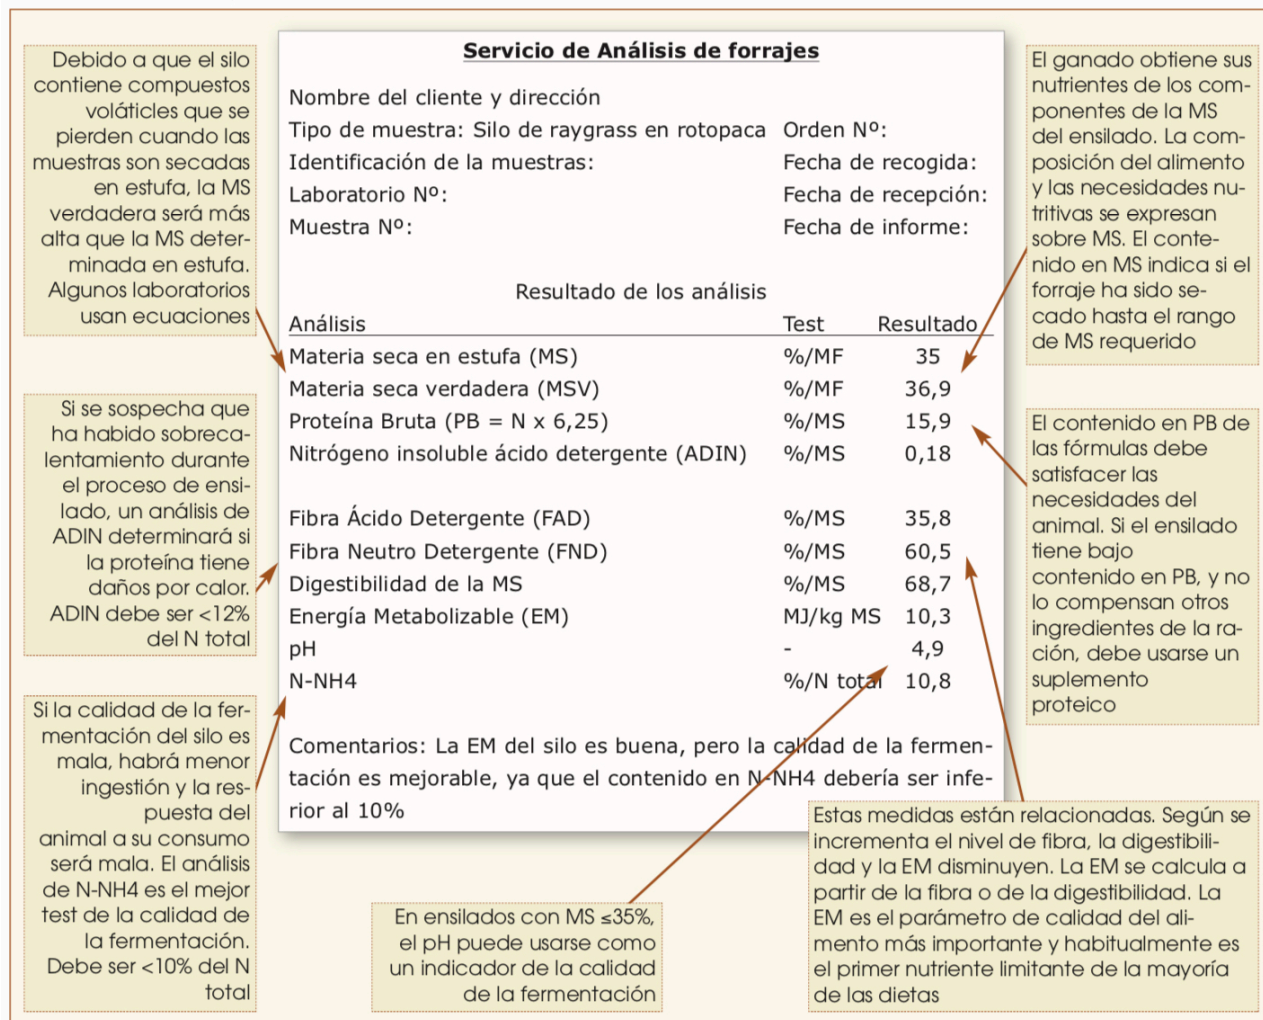 Servicio de Análisis de forrajes
Nombre del cliente y dirección
Tipo de muestra: Silo de raygrass en rotopaca Orden Nº:
Identificación de la muestras: Fecha de recogida:
Laboratorio Nº: Fecha de recepción:
Muestra Nº: Fecha de informe:
Resultado de los análisis
Análisis Test Resultado
Materia seca en estufa (MS) %/MF 35
Materia seca verdadera (MSV) %/MF 36,9
Proteína Bruta (PB = N x 6,25) %/MS 15,9
Nitrógeno insoluble ácido detergente (ADIN) %/MS 0,18
Fibra Ácido Detergente (FAD) %/MS 35,8
Fibra Neutro Detergente (FND) %/MS 60,5
Digestibilidad de la MS %/MS 68,7
Energía Metabolizable (EM) MJ/kg MS 10,3
pH - 4,9
N-NH4 %/N total 10,8
Comentarios: La EM del silo es buena, pero la calidad de la fermen-
tación es mejorable, ya que el contenido en N-NH4 debería ser infe-
rior al 10%
Debido a que el silo
contiene compuestos
voláticles que se
pierden cuando las
muestras son secadas
en estufa, la MS
verdadera será más
alta que la MS deter-
minada en estufa.
Algunos laboratorios
usan ecuaciones
Si se sospecha que
ha habido sobreca-
lentamiento durante
el proceso de ensi-
lado, un análisis de
ADIN determinará si
la proteína tiene
daños por calor.
ADIN debe ser <12%
del N total
Si la calidad de la fer-
mentación del silo es
mala, habrá menor
ingestión y la res-
puesta del
animal a su consumo
será mala. El análisis
de N-NH4 es el mejor
test de la calidad de
la fermentación.
Debe ser <10% del N
total
El ganado obtiene sus
nutrientes de los com-
ponentes de la MS
del ensilado. La com-
posición del alimento
y las necesidades nu-
tritivas se expresan
sobre MS. El conte-
nido en MS indica si el
forraje ha sido se-
cado hasta el rango
de MS requerido
El contenido en PB de
las fórmulas debe
satisfacer las
necesidades del
animal. Si el ensilado
tiene bajo
contenido en PB, y no
lo compensan otros
ingredientes de la ra-
ción, debe usarse un
suplemento
proteico
En ensilados con MS ≤35%,
el pH puede usarse como
un indicador de la calidad
de la fermentación
Estas medidas están relacionadas. Según se
incrementa el nivel de fibra, la digestibili-
dad y la EM disminuyen. La EM se calcula a
partir de la fibra o de la digestibilidad. La
EM es el parámetro de calidad del ali-
mento más importante y habitualmente es
el primer nutriente limitante de la mayoría
de las dietas